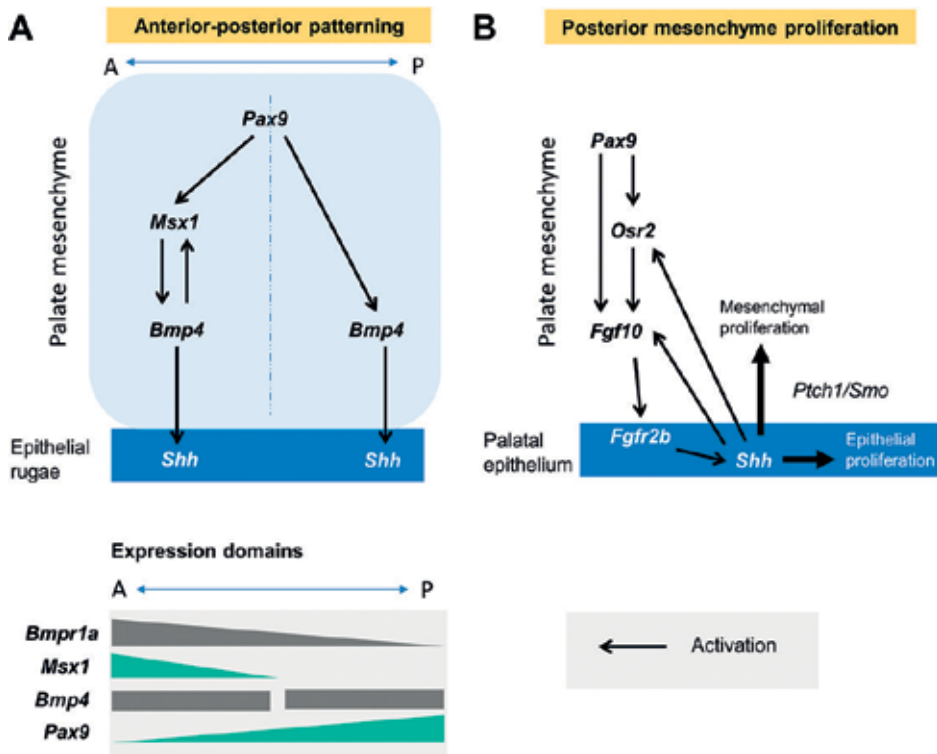 A
Anterior-posterior patterning
A
P
Palate mesenchyme
Pax9
Msx1
Bmp4
Bmp4
Epithelial
rugae
Shh
Shh
B
Posterior mesenchyme proliferation
Palate mesenchyme
Pax9
Osr2
Fgf10
Mesenchymal
proliferation
Ptch1/Smo
Palatal
epithelium
Fgfr2b
Shh
Epithelial
proliferation
Expression domains
A
P
Bmpr1a
Msx1
Bmp4
Pax9
Activation